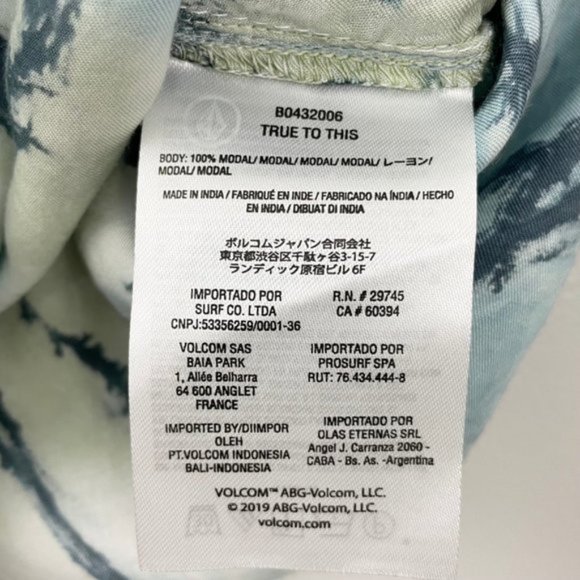 B0432006
TRUE TO THIS
BODY: 100% MODAL/ MODAL/ MODAL/ MODAL/ レーヨン/
MODAL/ MODAL
MADE IN INDIA / FABRIQUÉ EN INDE / FABRICADO NA ÍNDIA / HECHO
EN INDIA / DIBUAT DI INDIA
ボルコムジャパン合同会社
東京都渋谷区千駄ヶ谷3-15-7
ランディック原宿ビル 6F
IMPORTADO POR
SURF CO. LTDA
CNPJ:53356259/0001-36
R.N. # 29745
CA # 60394
VOLCOM SAS
BAIA PARK
1, Allée Belharra
64 600 ANGLET
FRANCE
IMPORTADO POR
PROSURF SPA
RUT: 76.434.444-8
IMPORTED BY/DIIMPOR
OLEH
PT.VOLCOM INDONESIA
BALI-INDONESIA
IMPORTADO POR
OLAS ETERNAS SRL
Angel J. Carranza 2060 -
CABA - Bs. As. -Argentina
VOLCOM™ ABG-Volcom, LLC.
© 2019 ABG-Volcom, LLC.
volcom.com